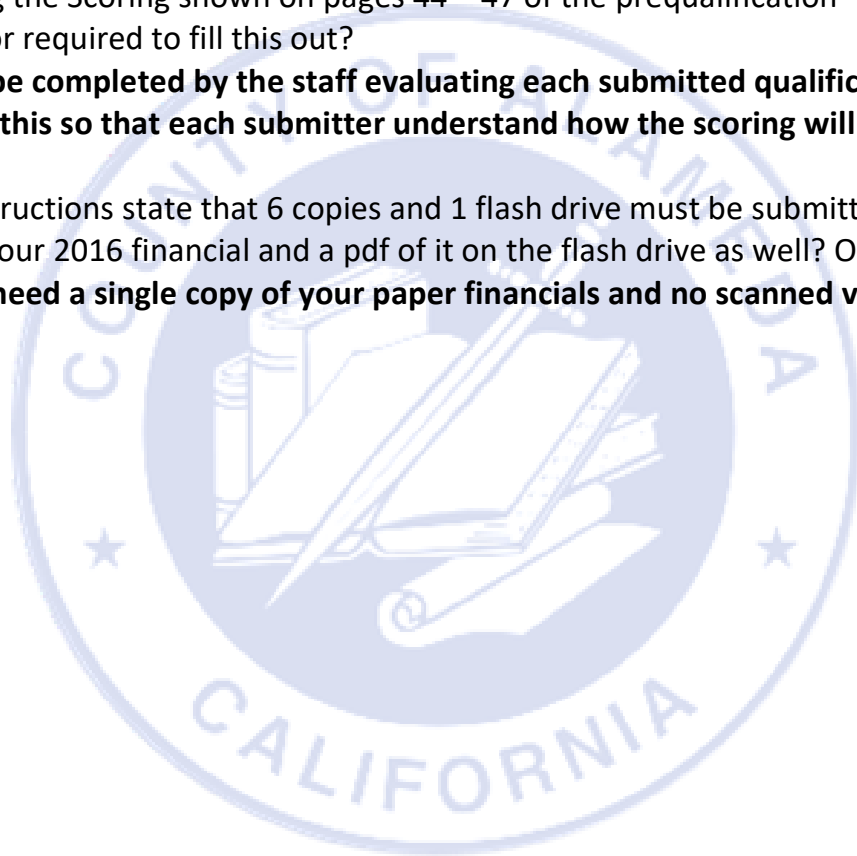 g the Scoring shown on pages 44 – 47 of the prequalification
or required to fill this out?
be completed by the staff evaluating each submitted qualific
this so that each submitter understand how the scoring will
ructions state that 6 copies and 1 flash drive must be submitt
our 2016 financial and a pdf of it on the flash drive as well? O
need a single copy of your paper financials and no scanned v
COUNTY OF ALAMEDA
CALIFORNIA